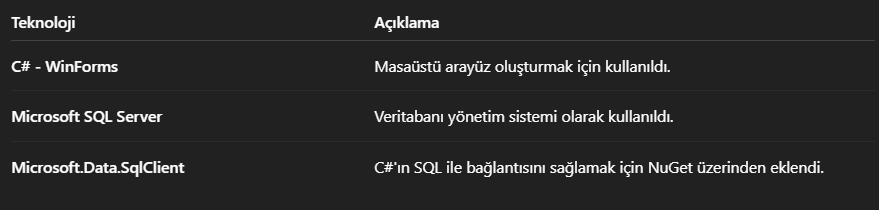 Teknoloji Açıklama
C# - WinForms Masaüstü arayüz oluşturmak için kullanıldı.
Microsoft SQL Server Veritabanı yönetim sistemi olarak kullanıldı.
Microsoft.Data.SqlClient C#'ın SQL ile bağlantısını sağlamak için NuGet üzerinden eklendi.